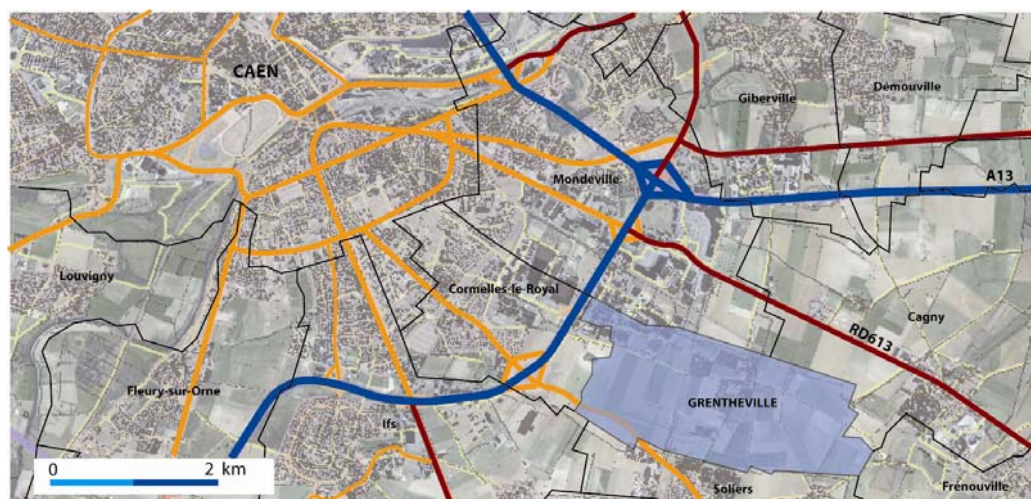 CAEN
Giberville
Démouville
A13
Mondeville
Louvigny
Cormelles-le-Royal
Cagny
RD613
Fleury-sur-Orne
GRENTHEVILLE
Ifs
0 2 km
Soliers
Frénouville